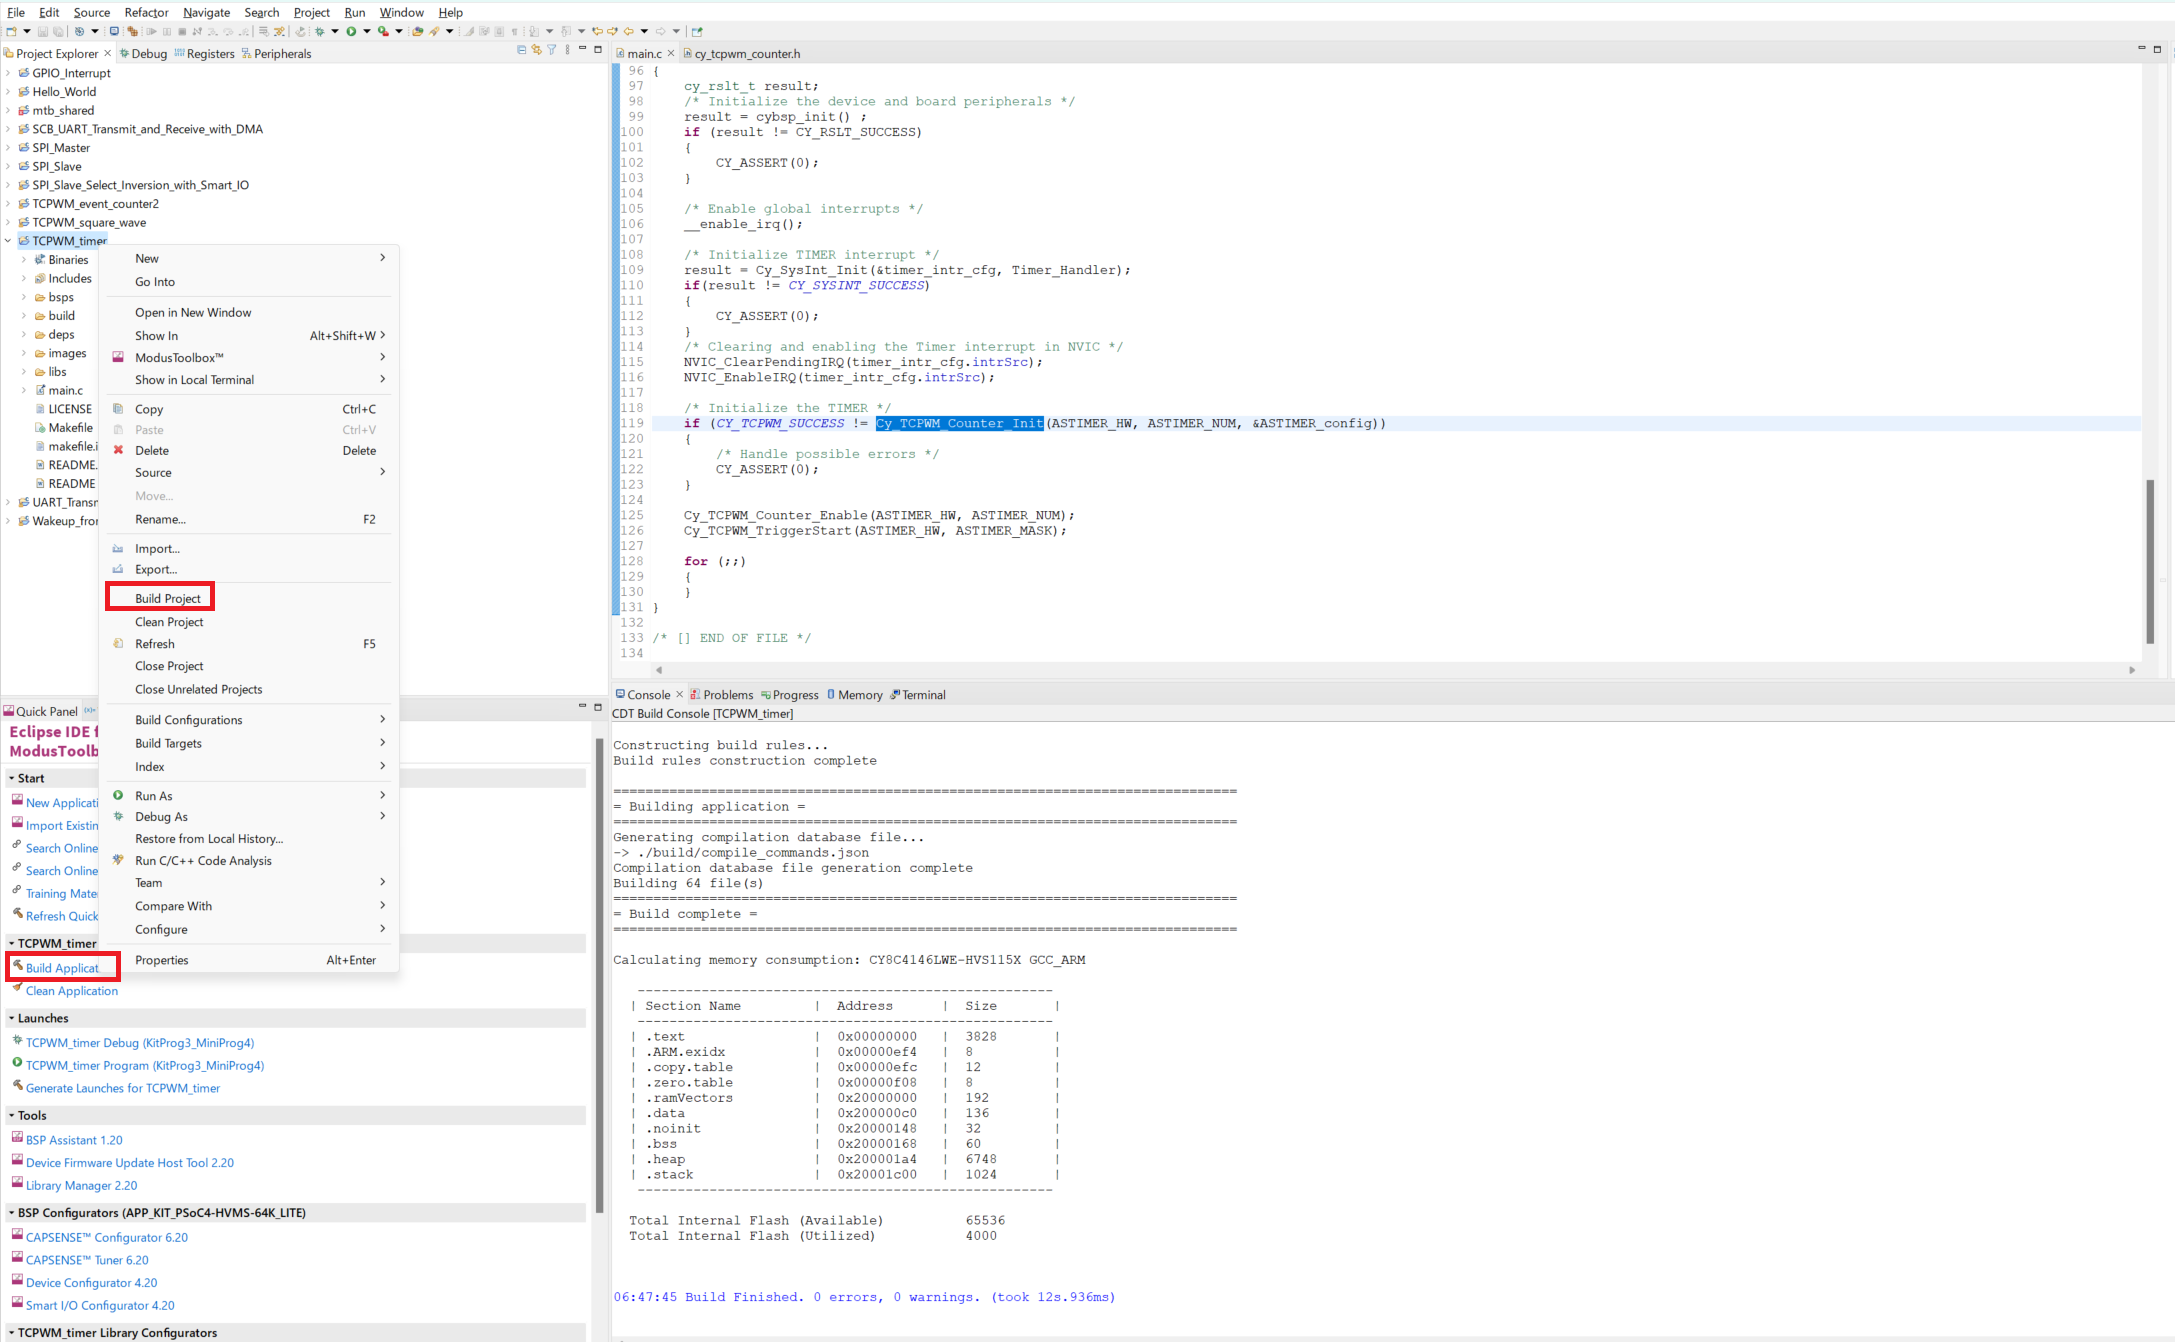 File Edit Source Refactor Navigate Search Project Run Window Help
Project Explorer Debug Registers Peripherals
GPIO_Interrupt
Hello_World
mtb_shared
SCB_UART_Transmit_and_Receive_with_DMA
SPI_Master
SPI_Slave
SPI_Slave_Select_Inversion_with_Smart_IO
TCPWM_event_counter2
TCPWM_square_wave
TCPWM_timer
Binaries
Includes
bsps
build
deps
images
libs
main.c
LICENSE
Makefile
makefile.i
README.
README
UART_Transm
Wakeup_fror
New
Go Into
Open in New Window
Show In Alt+Shift+W
ModusToolbox™
Show in Local Terminal
Copy Ctrl+C
Paste Ctrl+V
Delete Delete
Source
Move...
Rename... F2
Import...
Export...
Build Project
Clean Project
Refresh F5
Close Project
Close Unrelated Projects
Build Configurations
Build Targets
Index
Run As
Debug As
Restore from Local History...
Run C/C++ Code Analysis
Team
Compare With
Configure
Properties Alt+Enter
Quick Panel
Eclipse IDE f
ModusToolb
Start
New Applicati
Import Existin
Search Online
Search Online
Training Mate
Refresh Quick
TCPWM_timer
Build Applicat
Clean Application
Launches
TCPWM_timer Debug (KitProg3_MiniProg4)
TCPWM_timer Program (KitProg3_MiniProg4)
Generate Launches for TCPWM_timer
Tools
BSP Assistant 1.20
Device Firmware Update Host Tool 2.20
Library Manager 2.20
BSP Configurators (APP_KIT_PSoC4-HVMS-64K_LITE)
CAPSENSE™ Configurator 6.20
CAPSENSE™ Tuner 6.20
Device Configurator 4.20
Smart I/O Configurator 4.20
TCPWM_timer Library Configurators
main.c cy_tcpwm_counter.h
96 {
97 cy_rslt_t result;
98 /* Initialize the device and board peripherals */
99 result = cybsp_init() ;
100 if (result != CY_RSLT_SUCCESS)
101 {
102 CY_ASSERT(0);
103 }
104
105 /* Enable global interrupts */
106 __enable_irq();
107
108 /* Initialize TIMER interrupt */
109 result = Cy_SysInt_Init(&timer_intr_cfg, Timer_Handler);
110 if(result != CY_SYSINT_SUCCESS)
111 {
112 CY_ASSERT(0);
113 }
114 /* Clearing and enabling the Timer interrupt in NVIC */
115 NVIC_ClearPendingIRQ(timer_intr_cfg.intrSrc);
116 NVIC_EnableIRQ(timer_intr_cfg.intrSrc);
117
118 /* Initialize the TIMER */
119 if (CY_TCPWM_SUCCESS != Cy_TCPWM_Counter_Init(ASTIMER_HW, ASTIMER_NUM, &ASTIMER_config))
120 {
121 /* Handle possible errors */
122 CY_ASSERT(0);
123 }
124
125 Cy_TCPWM_Counter_Enable(ASTIMER_HW, ASTIMER_NUM);
126 Cy_TCPWM_TriggerStart(ASTIMER_HW, ASTIMER_MASK);
127
128 for (;;)
129 {
130 }
131 }
132
133 /* [] END OF FILE */
134
Console Problems Progress Memory Terminal
CDT Build Console [TCPWM_timer]
Constructing build rules...
Build rules construction complete
==============================================================================
= Building application =
==============================================================================
Generating compilation database file...
-> ./build/compile_commands.json
Compilation database file generation complete
Building 64 file(s)
==============================================================================
= Build complete =
==============================================================================
Calculating memory consumption: CY8C4146LWE-HVS115X GCC_ARM
----------------------------------------------------
| Section Name | Address | Size |
----------------------------------------------------
| .text | 0x00000000 | 3828 |
| .ARM.exidx | 0x00000ef4 | 8 |
| .copy.table | 0x00000efc | 12 |
| .zero.table | 0x00000f08 | 8 |
| .ramVectors | 0x20000000 | 192 |
| .data | 0x200000c0 | 136 |
| .noinit | 0x20000148 | 32 |
| .bss | 0x20000168 | 60 |
| .heap | 0x200001a4 | 6748 |
| .stack | 0x20001c00 | 1024 |
----------------------------------------------------
Total Internal Flash (Available) 65536
Total Internal Flash (Utilized) 4000
06:47:45 Build Finished. 0 errors, 0 warnings. (took 12s.936ms)